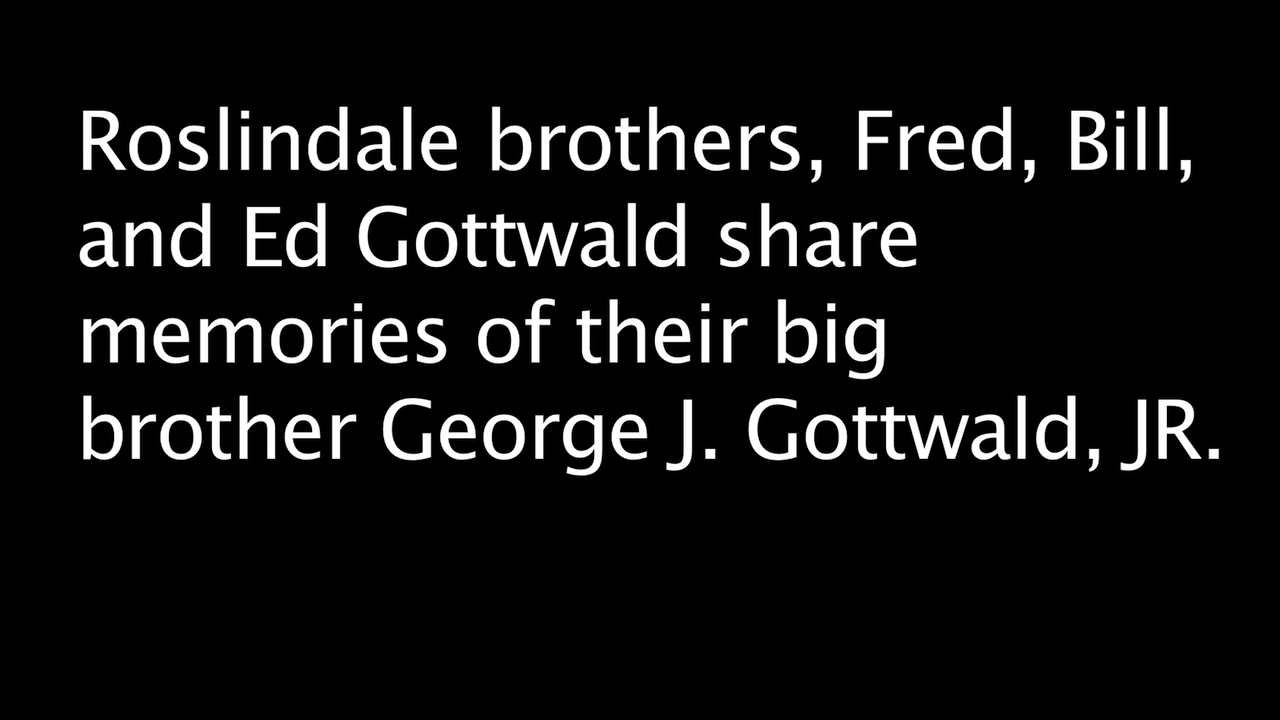 Roslindale brothers, Fred, Bill,
and Ed Gottwald share
memories of their big
brother George J. Gottwald, JR.